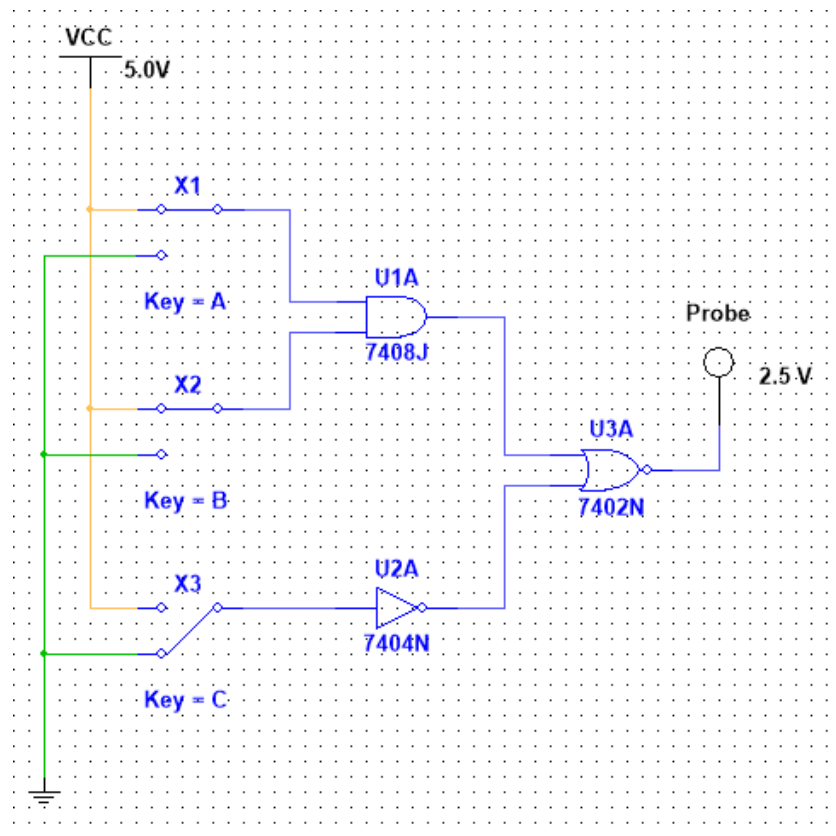 VCC
5.0V
X1
Key = A
U1A
7408J
Probe
2.5 V
X2
Key = B
U3A
7402N
X3
U2A
7404N
Key = C